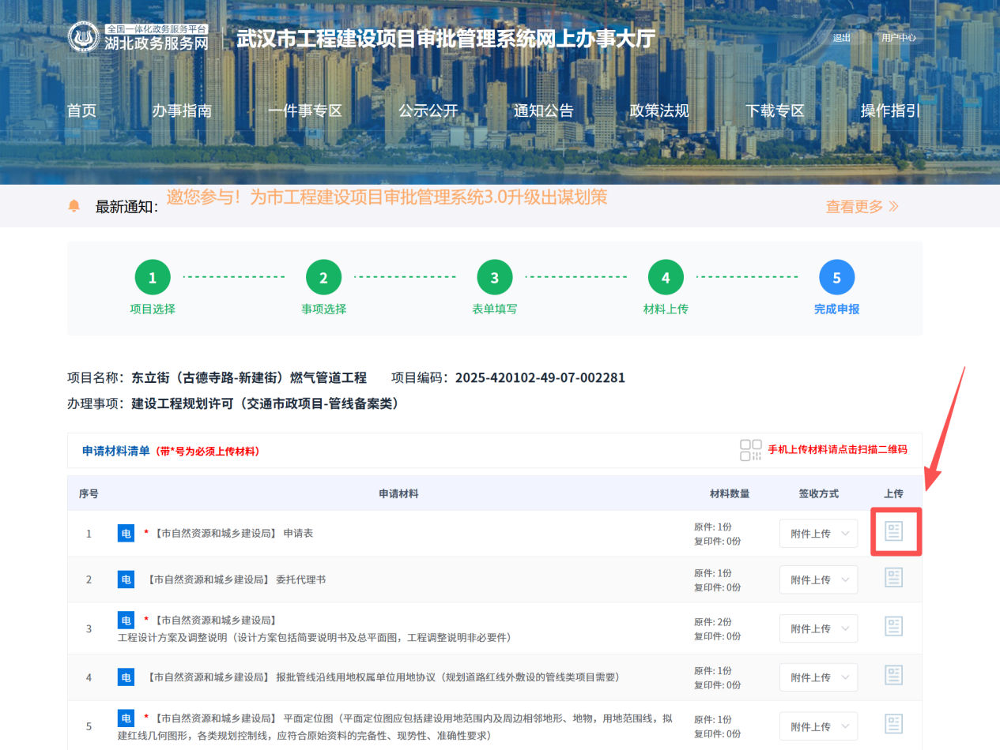 全国一体化政务服务平台
湖北政务服务网
武汉市工程建设项目审批管理系统网上办事大厅
退出
用户中心
首页
办事指南
一件事专区
公示公开
通知公告
政策法规
下载专区
操作指引
最新通知:
邀您参与！为市工程建设项目审批管理系统3.0升级出谋划策
查看更多
1
2
3
4
5
项目选择
事项选择
表单填写
材料上传
完成申报
项目名称：东立街（古德寺路-新建街）燃气管道工程
项目编码：2025-420102-49-07-002281
办理事项：建设工程规划许可（交通市政项目-管线备案类）
申请材料清单（带*号为必须上传材料）
手机上传材料请点击扫描二维码
序号 申请材料 材料数量 签收方式 上传
1 电 * 【市自然资源和城乡建设局】 申请表
原件: 1份
复印件: 0份
附件上传
2 电 【市自然资源和城乡建设局】 委托代理书
原件: 1份
复印件: 0份
附件上传
3 电 * 【市自然资源和城乡建设局】
工程设计方案及调整说明（设计方案包括简要说明书及总平面图，工程调整说明非必要件）
原件: 2份
复印件: 0份
附件上传
4 电 【市自然资源和城乡建设局】 报批管线沿线用地权属单位用地协议（规划道路红线外敷设的管线类项目需要）
原件: 1份
复印件: 0份
附件上传
5 电 * 【市自然资源和城乡建设局】 平面定位图（平面定位图应包括建设用地范围内及周边相邻地形、地物，用地范围线，拟
建红线几何图形，各类规划控制线，应符合原始资料的完备性、现势性、准确性要求）
原件: 1份
复印件: 0份
附件上传